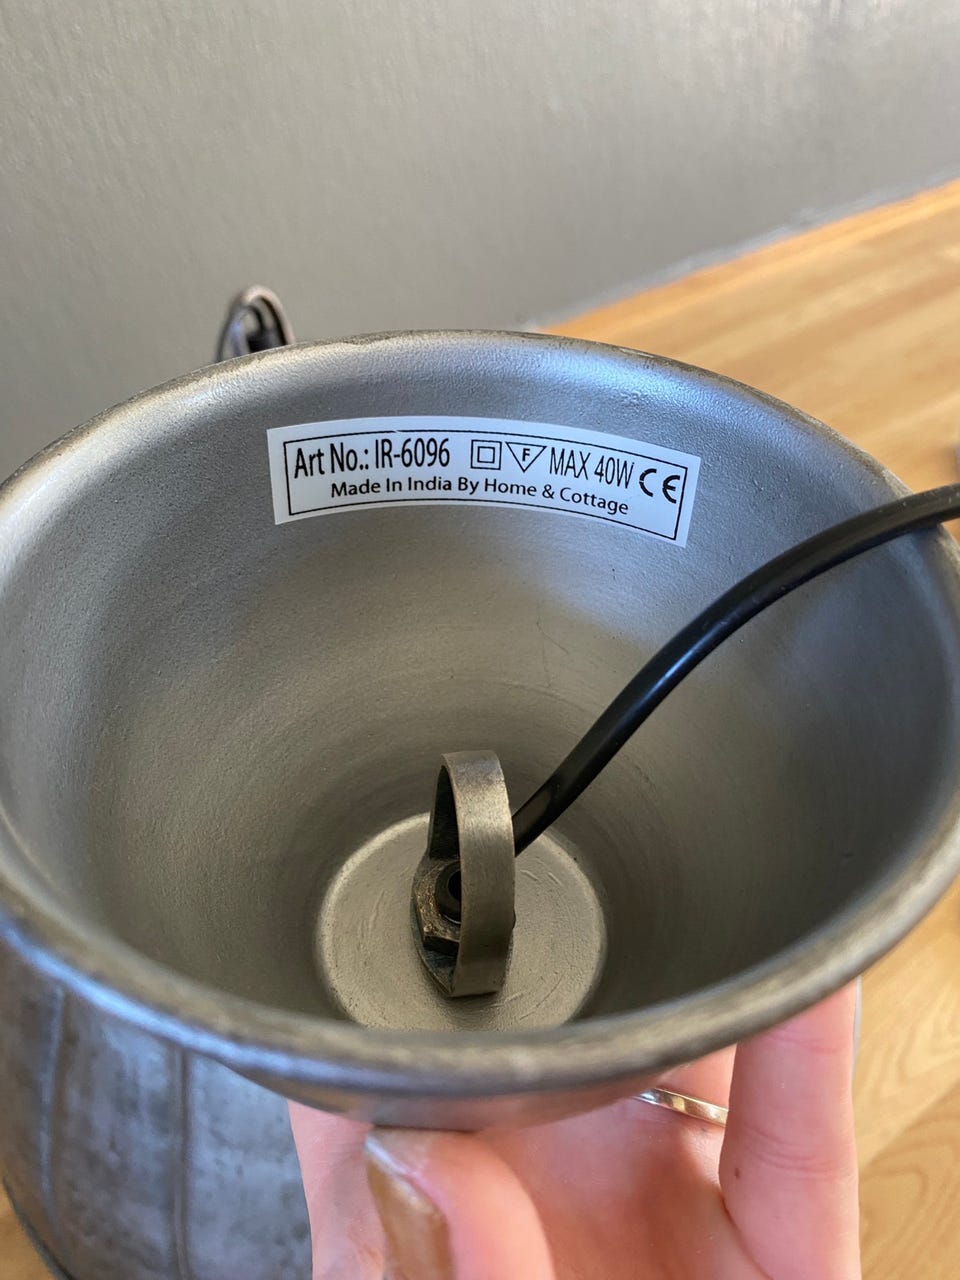 Art No.: IR-6096 F MAX 40W CE
Made In India By Home & Cottage